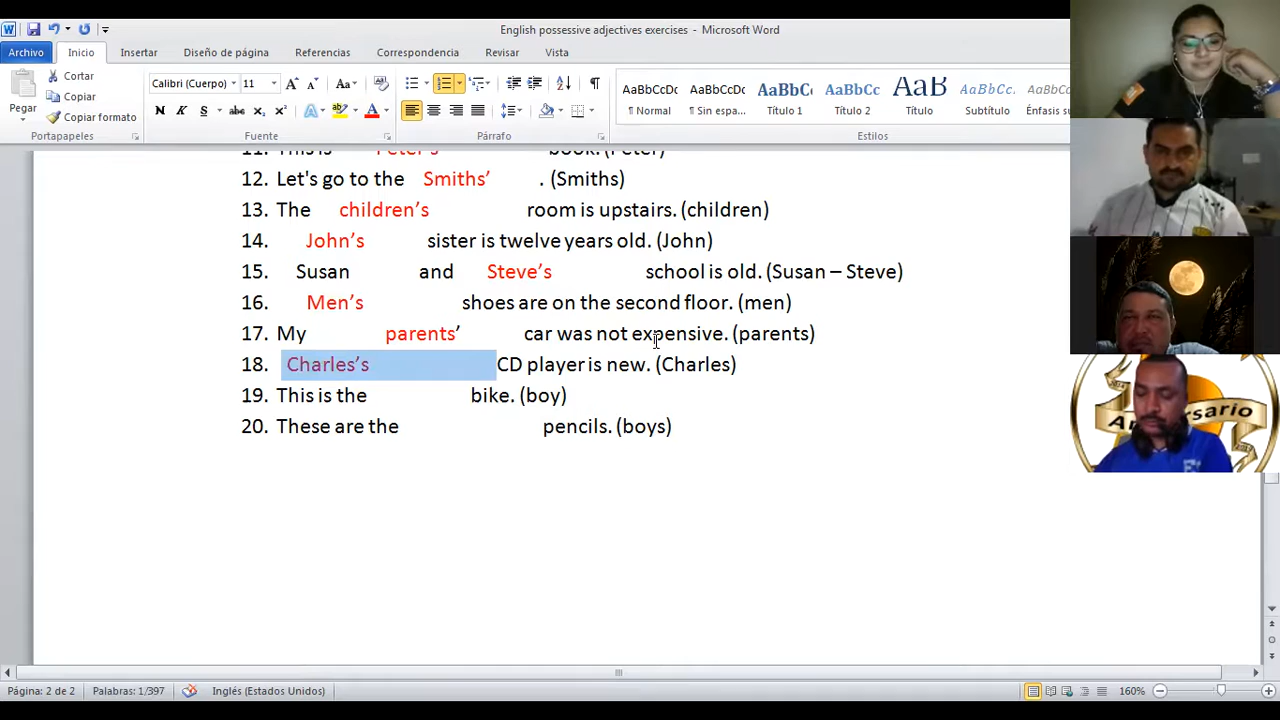 English possessive adjectives exercises - Microsoft Word
Archivo Inicio Insertar Diseño de página Referencias Correspondencia Revisar Vista
Pegar Cortar
Copiar
Copiar formato
Calibri (Cuerpo) 11
AaBbCcDc AaBbCcDc AaBbCc AaBbCc AaB AaBbCc.
¶ Normal ¶ Sin espa... Título 1 Título 2 Título Subtítulo Énfasis su
Portapapeles Fuente Párrafo Estilos
11. This is Peter's book. (Peter)
12. Let's go to the Smiths’ . (Smiths)
13. The children’s room is upstairs. (children)
14. John’s sister is twelve years old. (John)
15. Susan and Steve’s school is old. (Susan – Steve)
16. Men’s shoes are on the second floor. (men)
17. My parents’ car was not expensive. (parents)
18. Charles’s CD player is new. (Charles)
19. This is the bike. (boy)
20. These are the pencils. (boys)
Página: 2 de 2 Palabras: 1/397 Inglés (Estados Unidos) 160%